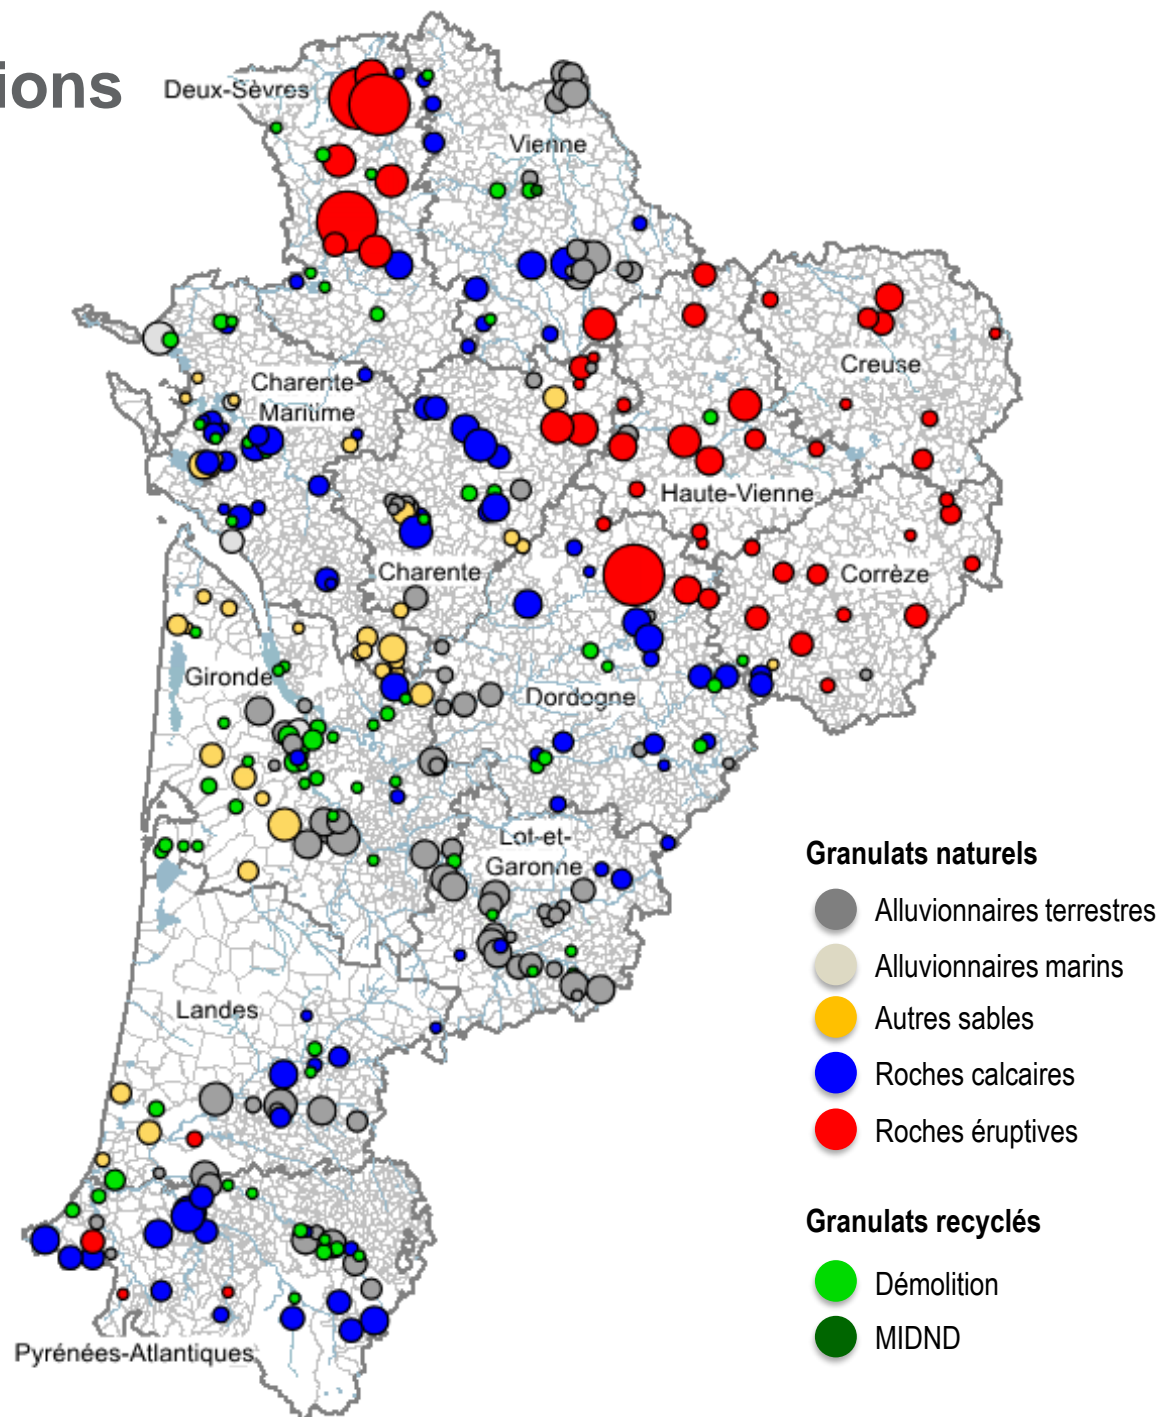 ions
Deux-Sèvres
Vienne
Creuse
Charente-
Maritime
Haute-Vienne
Charente
Corrèze
Gironde
Dordogne
Lot-et-
Garonne
Landes
Pyrénées-Atlantiques
Granulats naturels
Alluvionnaires terrestres
Alluvionnaires marins
Autres sables
Roches calcaires
Roches éruptives
Granulats recyclés
Démolition
MIDND